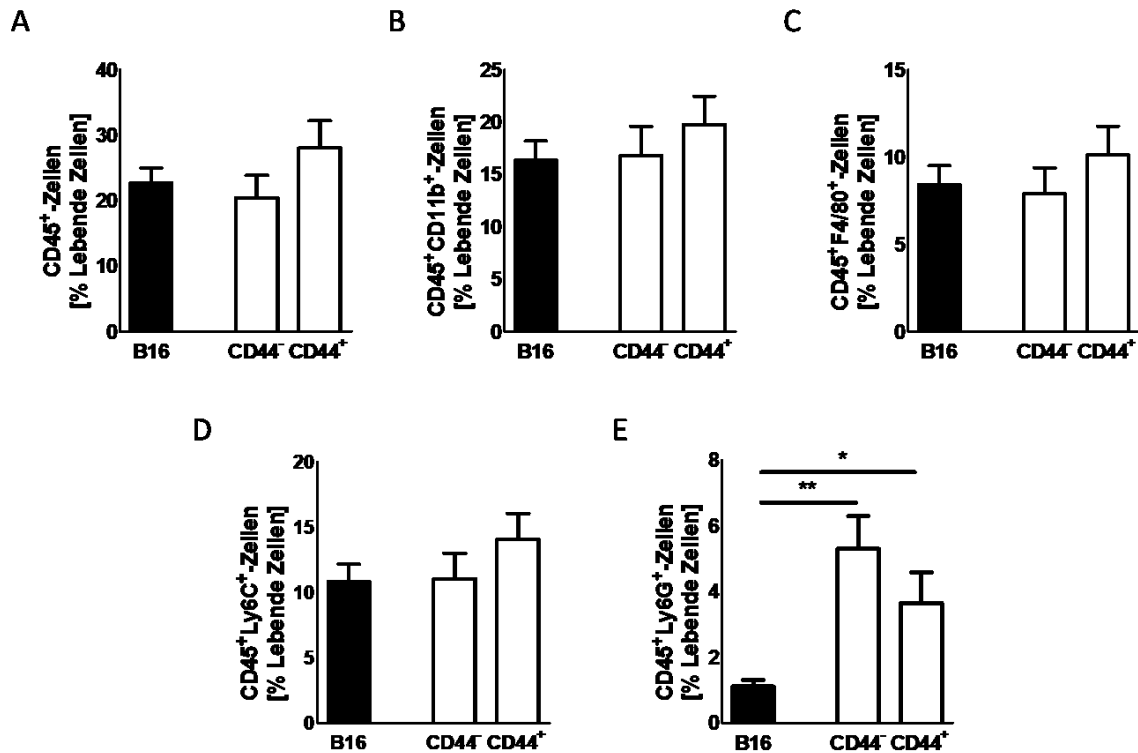 A
CD45⁺-Zellen
[% Lebende Zellen]
40
30
20
10
0
B16
CD44⁻
CD44⁺
B
CD45⁺CD11b⁺-Zellen
[% Lebende Zellen]
25
20
15
10
5
0
B16
CD44⁻
CD44⁺
C
CD45⁺F4/80⁺-Zellen
[% Lebende Zellen]
15
10
5
0
B16
CD44⁻
CD44⁺
D
CD45⁺Ly6C⁺-Zellen
[% Lebende Zellen]
20
15
10
5
0
B16
CD44⁻
CD44⁺
E
CD45⁺Ly6G⁺-Zellen
[% Lebende Zellen]
8
6
4
2
0
*
**
B16
CD44⁻
CD44⁺